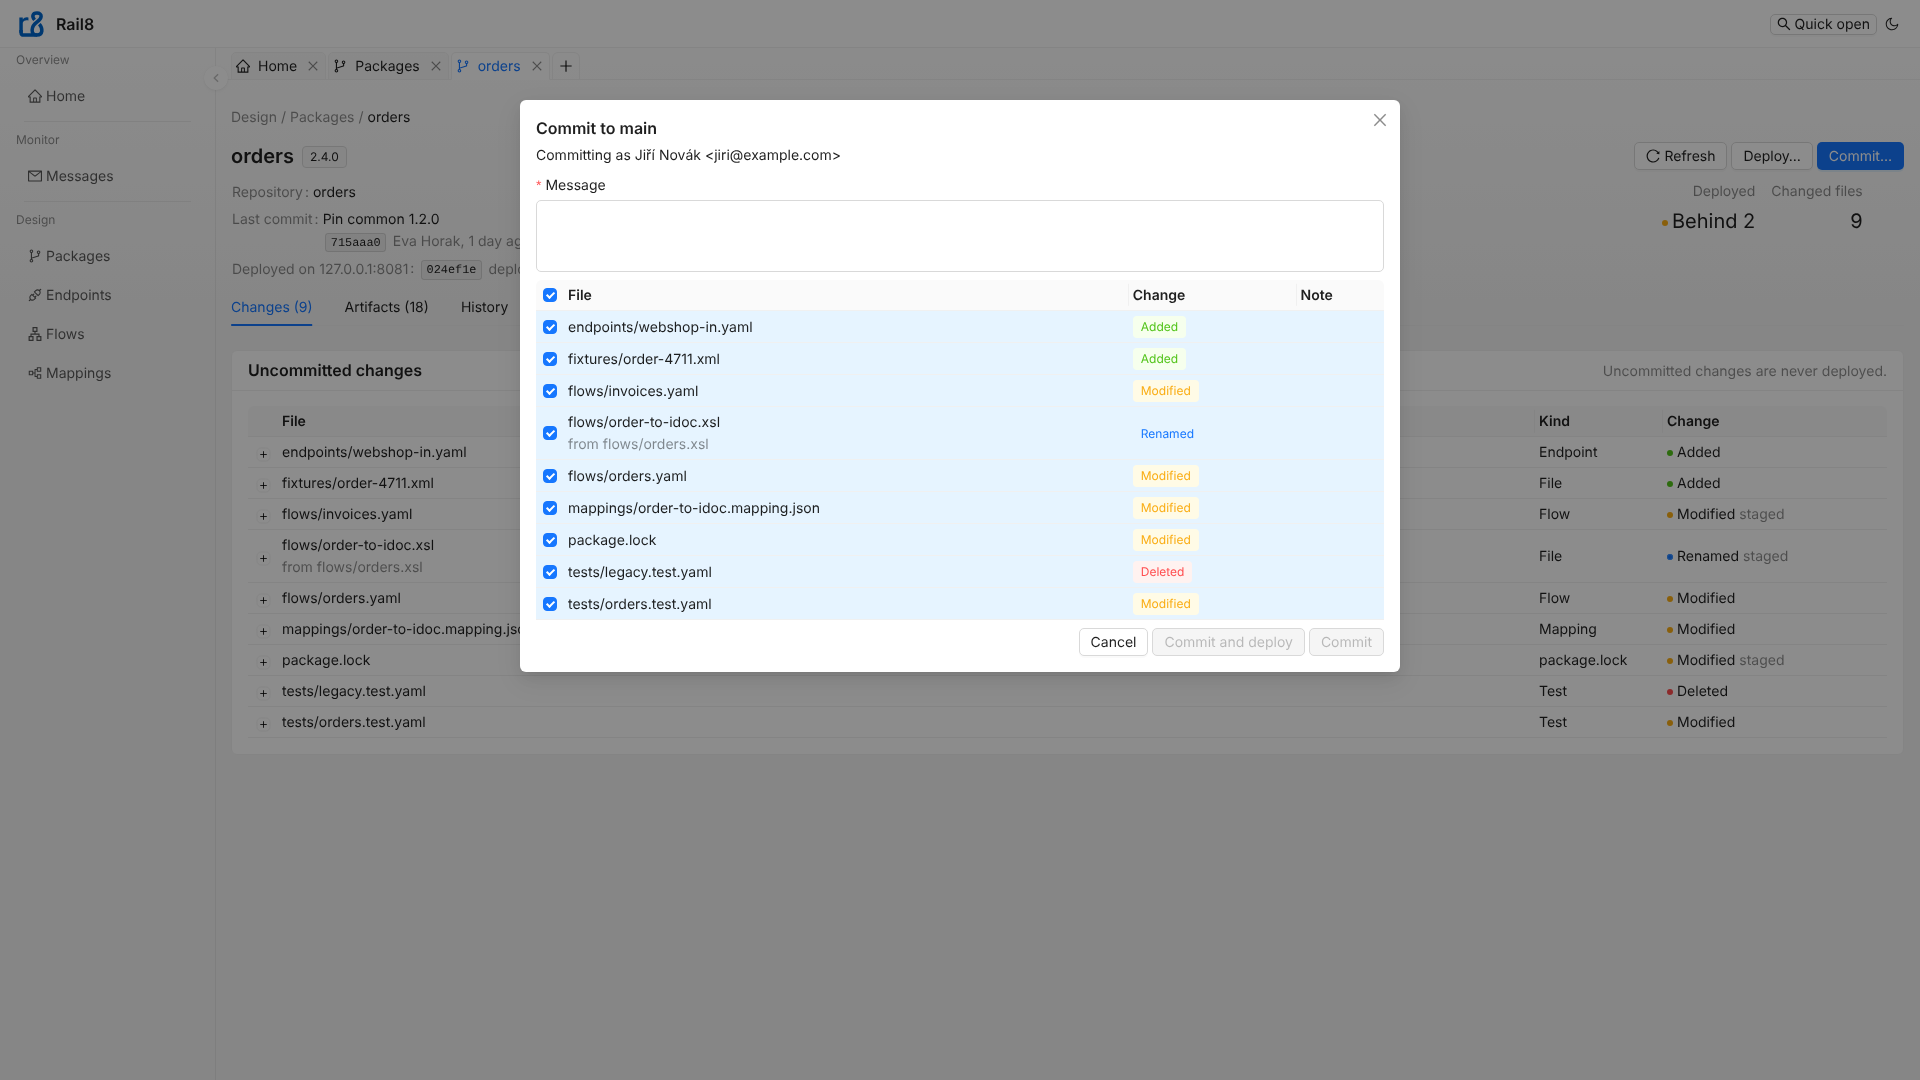 Rail8
Quick open
Overview
Home
Monitor
Messages
Design
Packages
Endpoints
Flows
Mappings
Home
Packages
orders
Design / Packages / orders
orders 2.4.0
Refresh
Deploy...
Commit...
Repository: orders
Last commit: Pin common 1.2.0
715aaa0 Eva Horak, 1 day
Deployed on 127.0.0.1:8081: 024ef1e
Deployed
Behind 2
Changed files
9
Changes (9)
Artifacts (18)
History
Uncommitted changes
Uncommitted changes are never deployed.
File Kind Change
endpoints/webshop-in.yaml Endpoint Added
fixtures/order-4711.xml File Added
flows/invoices.yaml Flow Modified staged
flows/order-to-idoc.xsl File Renamed staged
from flows/orders.xsl
flows/orders.yaml Flow Modified
mappings/order-to-idoc.mapping.js Mapping Modified
package.lock package.lock Modified staged
tests/legacy.test.yaml Test Deleted
tests/orders.test.yaml Test Modified
Commit to main
Committing as Jiří Novák <jiri@example.com>
* Message
File Change Note
endpoints/webshop-in.yaml Added
fixtures/order-4711.xml Added
flows/invoices.yaml Modified
flows/order-to-idoc.xsl Renamed
from flows/orders.xsl
flows/orders.yaml Modified
mappings/order-to-idoc.mapping.json Modified
package.lock Modified
tests/legacy.test.yaml Deleted
tests/orders.test.yaml Modified
Cancel
Commit and deploy
Commit